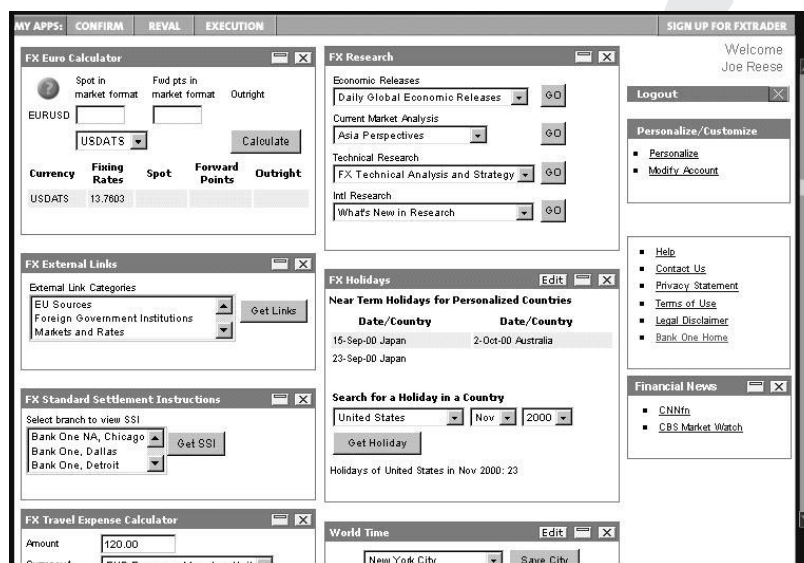 MY APPS: CONFIRM REVAL EXECUTION SIGN UP FOR FXTRADER
Welcome
Joe Reese
Logout
Personalize/Customize
Personalize
Modify Account
FX Euro Calculator
Spot in market format
Fwd pts in market format
Outright
EURUSD
USDATS
Calculate
Currency Fixing Rates Spot Forward Points Outright
USDATS 13.7603
FX External Links
External Link Categories
EU Sources
Foreign Government Institutions
Markets and Rates
Get Links
FX Standard Settlement Instructions
Select branch to view SSI
Bank One NA, Chicago
Bank One, Dallas
Bank One, Detroit
Get SSI
FX Travel Expense Calculator
Amount 120.00
FX Research
Economic Releases
Daily Global Economic Releases GO
Current Market Analysis
Asia Perspectives GO
Technical Research
FX Technical Analysis and Strategy GO
Intl Research
What's New in Research GO
FX Holidays Edit
Near Term Holidays for Personalized Countries
Date/Country Date/Country
15-Sep-00 Japan 2-Oct-00 Australia
23-Sep-00 Japan
Search for a Holiday in a Country
United States Nov 2000
Get Holiday
Holidays of United States in Nov 2000: 23
World Time Edit
New York City Save City
Help
Contact Us
Privacy Statement
Terms of Use
Legal Disclaimer
Bank One Home
Financial News
CNNfn
CBS Market Watch